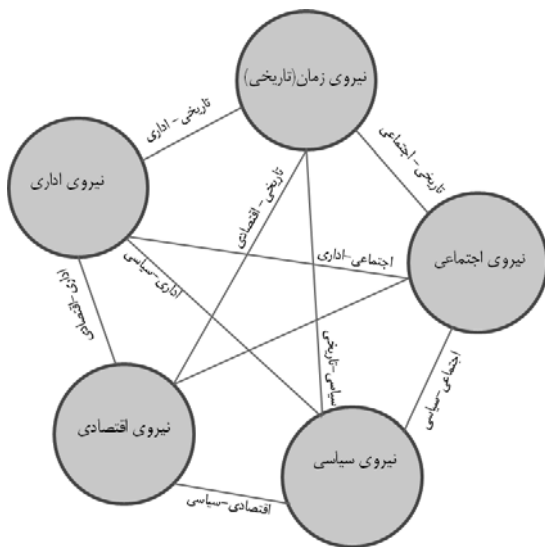 نیروی زمان(تاریخی)
تاریخی-اداری
تاریخی-اجتماعی
نیروی اداری
تاریخی-اقتصادی
نیروی اجتماعی
اجتماعی-اداری
اداری-سیاسی
اداری-اقتصادی
سیاسی-تاریخی
اجتماعی-سیاسی
نیروی اقتصادی
نیروی سیاسی
اقتصادی-سیاسی